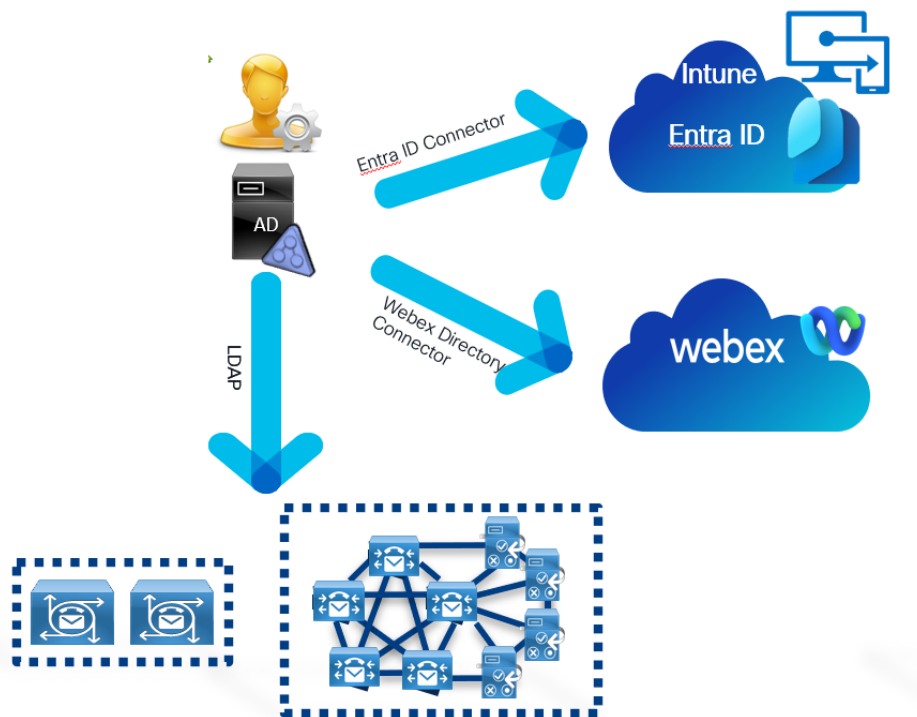 Intune
Entra ID Connector
Entra ID
AD
Webex Directory
Connector
webex
LDAP